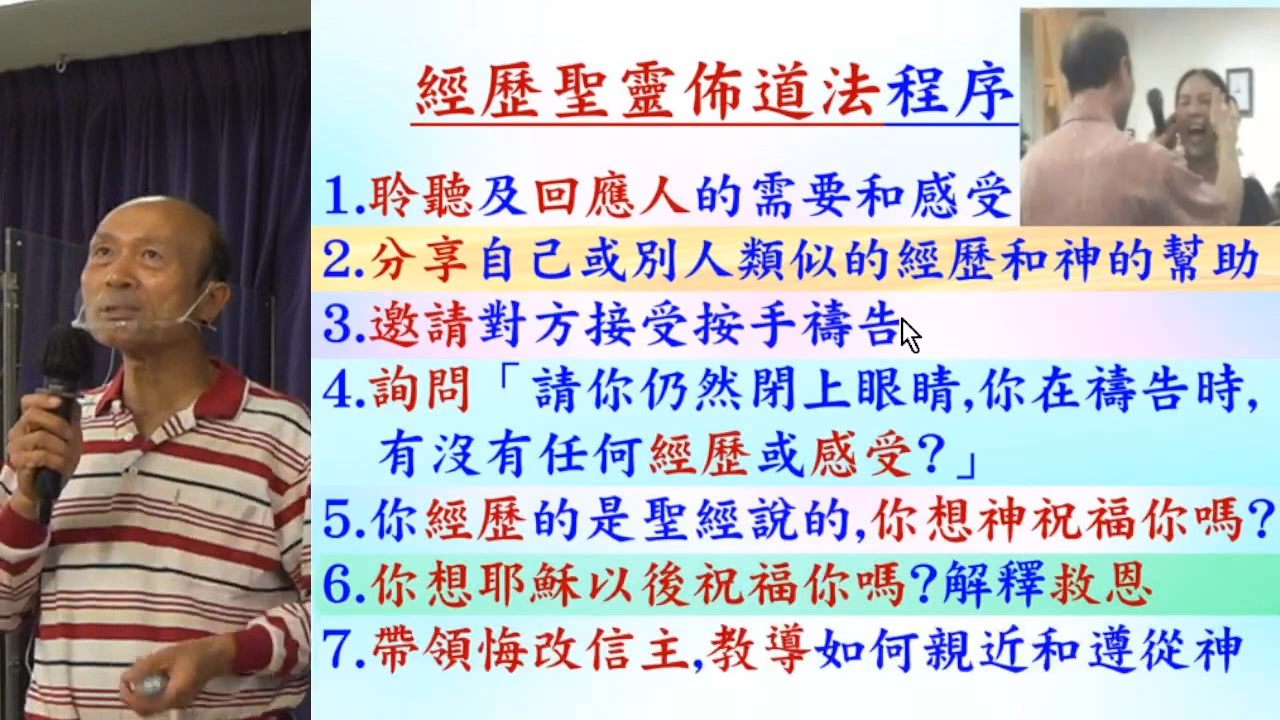 經歷聖靈佈道法程序
1.聆聽及回應人的需要和感受
2.分享自己或別人類似的經歷和神的幫助
3.邀請對方接受按手禱告
4.詢問「請你仍然閉上眼睛,你在禱告時,
有沒有任何經歷或感受?」
5.你經歷的是聖經說的,你想神祝福你嗎?
6.你想耶穌以後祝福你嗎?解釋救恩
7.帶領悔改信主,教導如何親近和遵從神